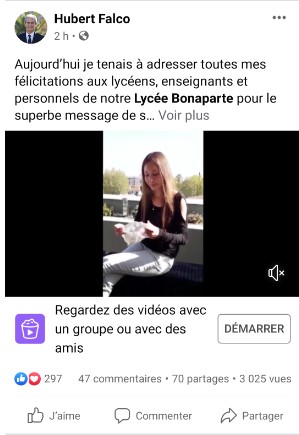 Hubert Falco
2 h •
Aujourd'hui je tenais à adresser toutes mes
félicitations aux lycéens, enseignants et
personnels de notre Lycée Bonaparte pour le
superbe message de s... Voir plus
Regardez des vidéos avec
un groupe ou avec des
amis
DÉMARRER
297 47 commentaires • 70 partages • 3 025 vues
J'aime Commenter Partager